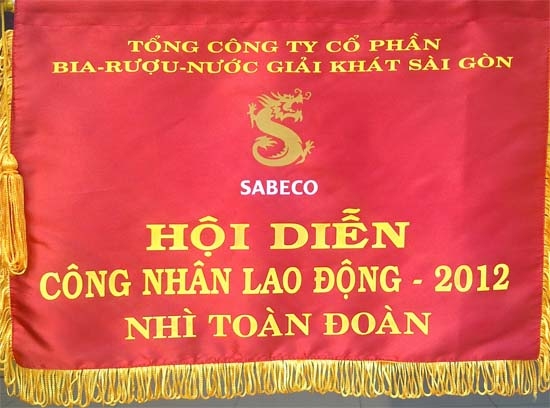 TỔNG CÔNG TY CỔ PHẦN
BIA-RƯỢU-NƯỚC GIẢI KHÁT SÀI GÒN
SABECO
HỘI DIỄN
CÔNG NHÂN LAO ĐỘNG - 2012
NHÌ TOÀN ĐOÀN